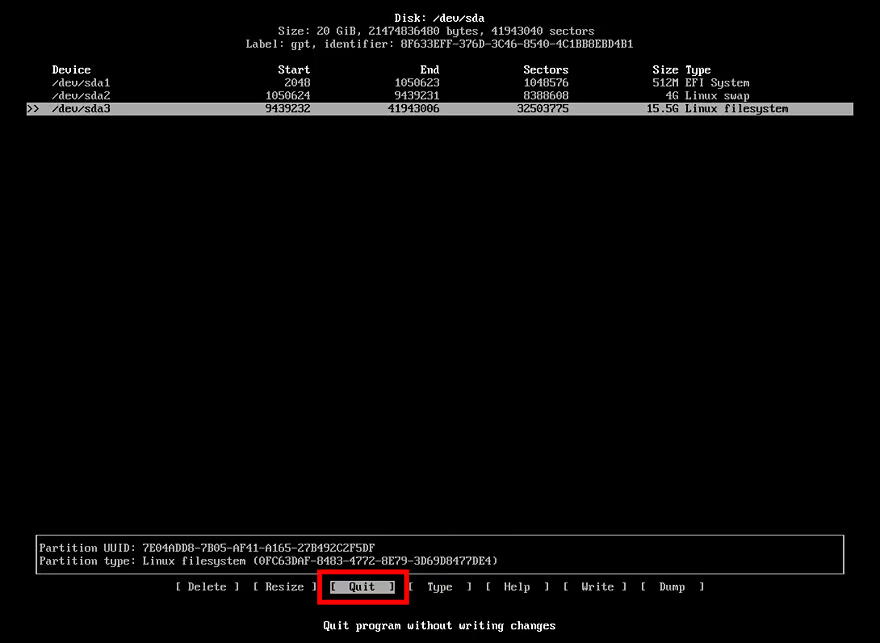 Disk: /dev/sda
Size: 20 GiB, 21474836480 bytes, 41943040 sectors
Label: gpt, identifier: 8F633EFF-376D-3C46-8540-4C1BB8EBD4B1
Device Start End Sectors Size Type
/dev/sda1 2048 1050623 1048576 512M EFI System
/dev/sda2 1050624 9439231 8388608 4G Linux swap
>> /dev/sda3 9439232 41943006 32503775 15.5G Linux filesystem
Partition UUID: 7E04ADD8-7B05-AF41-A165-27B492C2F5DF
Partition type: Linux filesystem (0FC63DAF-8483-4772-8E79-3D69D8477DE4)
[ Delete ] [ Resize ] [ Quit ] [ Type ] [ Help ] [ Write ] [ Dump ]
Quit program without writing changes